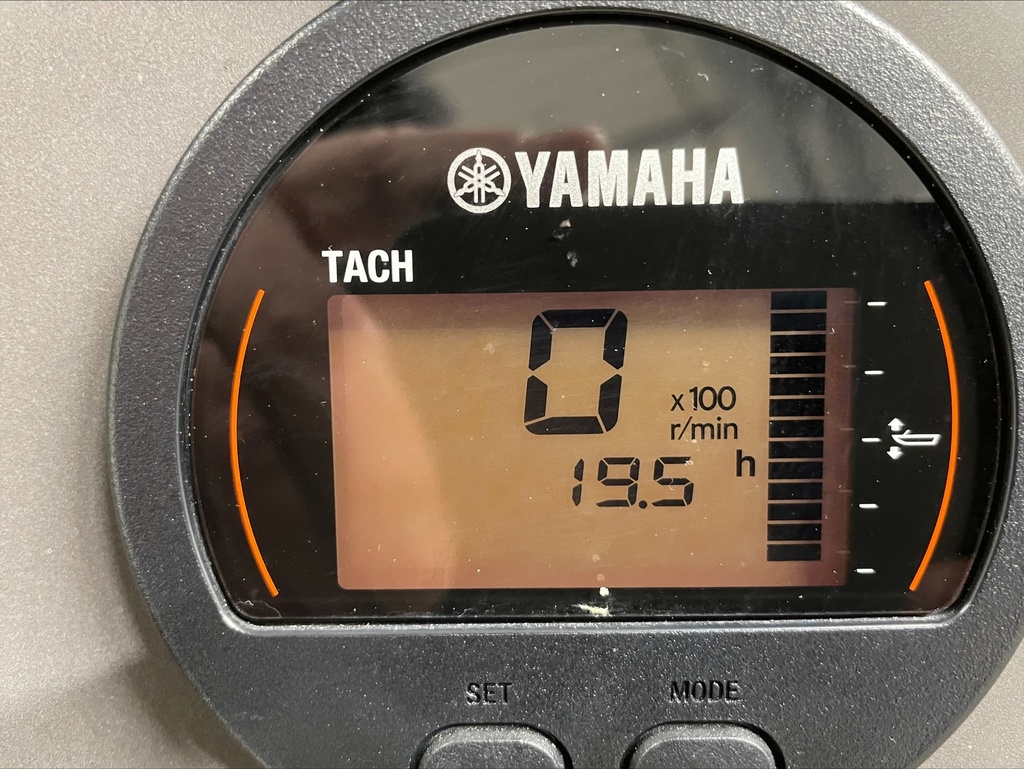 YAMAHA
TACH
0
x100
r/min
19.5 h
SET
MODE